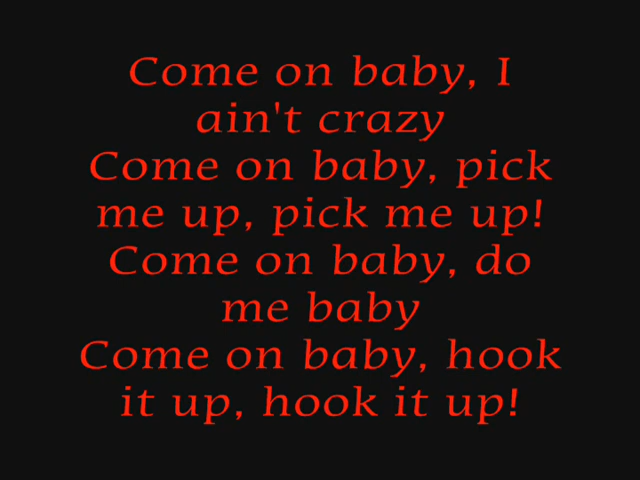 Come on baby, I
ain't crazy
Come on baby, pick
me up, pick me up!
Come on baby, do
me baby
Come on baby, hook
it up, hook it up!